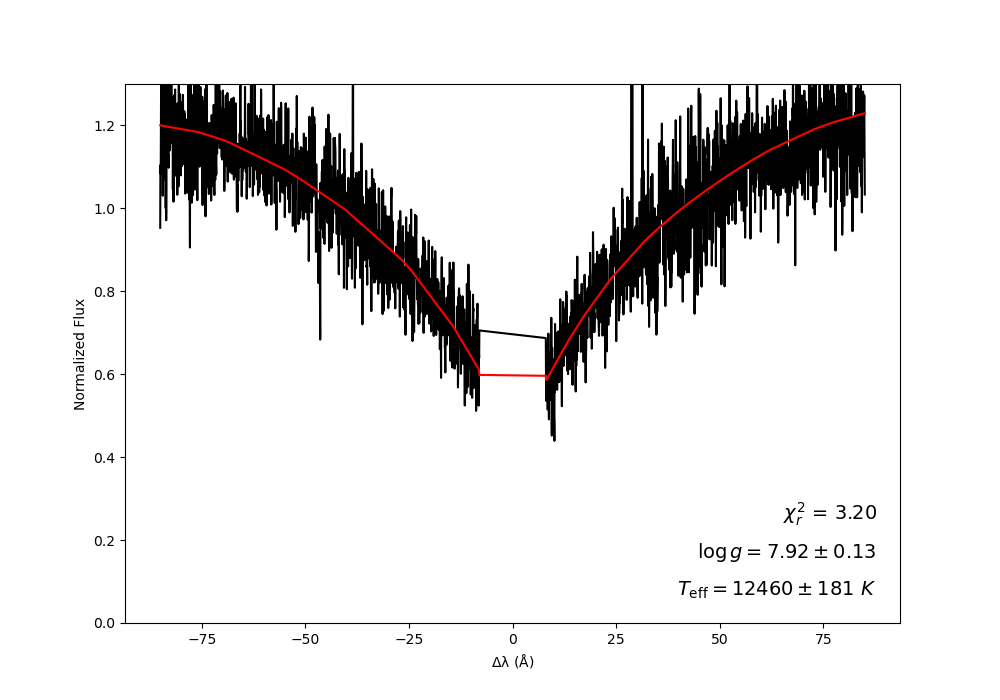 Normalized Flux
1.2
1.0
0.8
0.6
0.4
0.2
0.0
χ²ᵣ = 3.20
log g = 7.92 ± 0.13
T_eff = 12460 ± 181 K
−75 −50 −25 0 25 50 75
Δλ (Å)